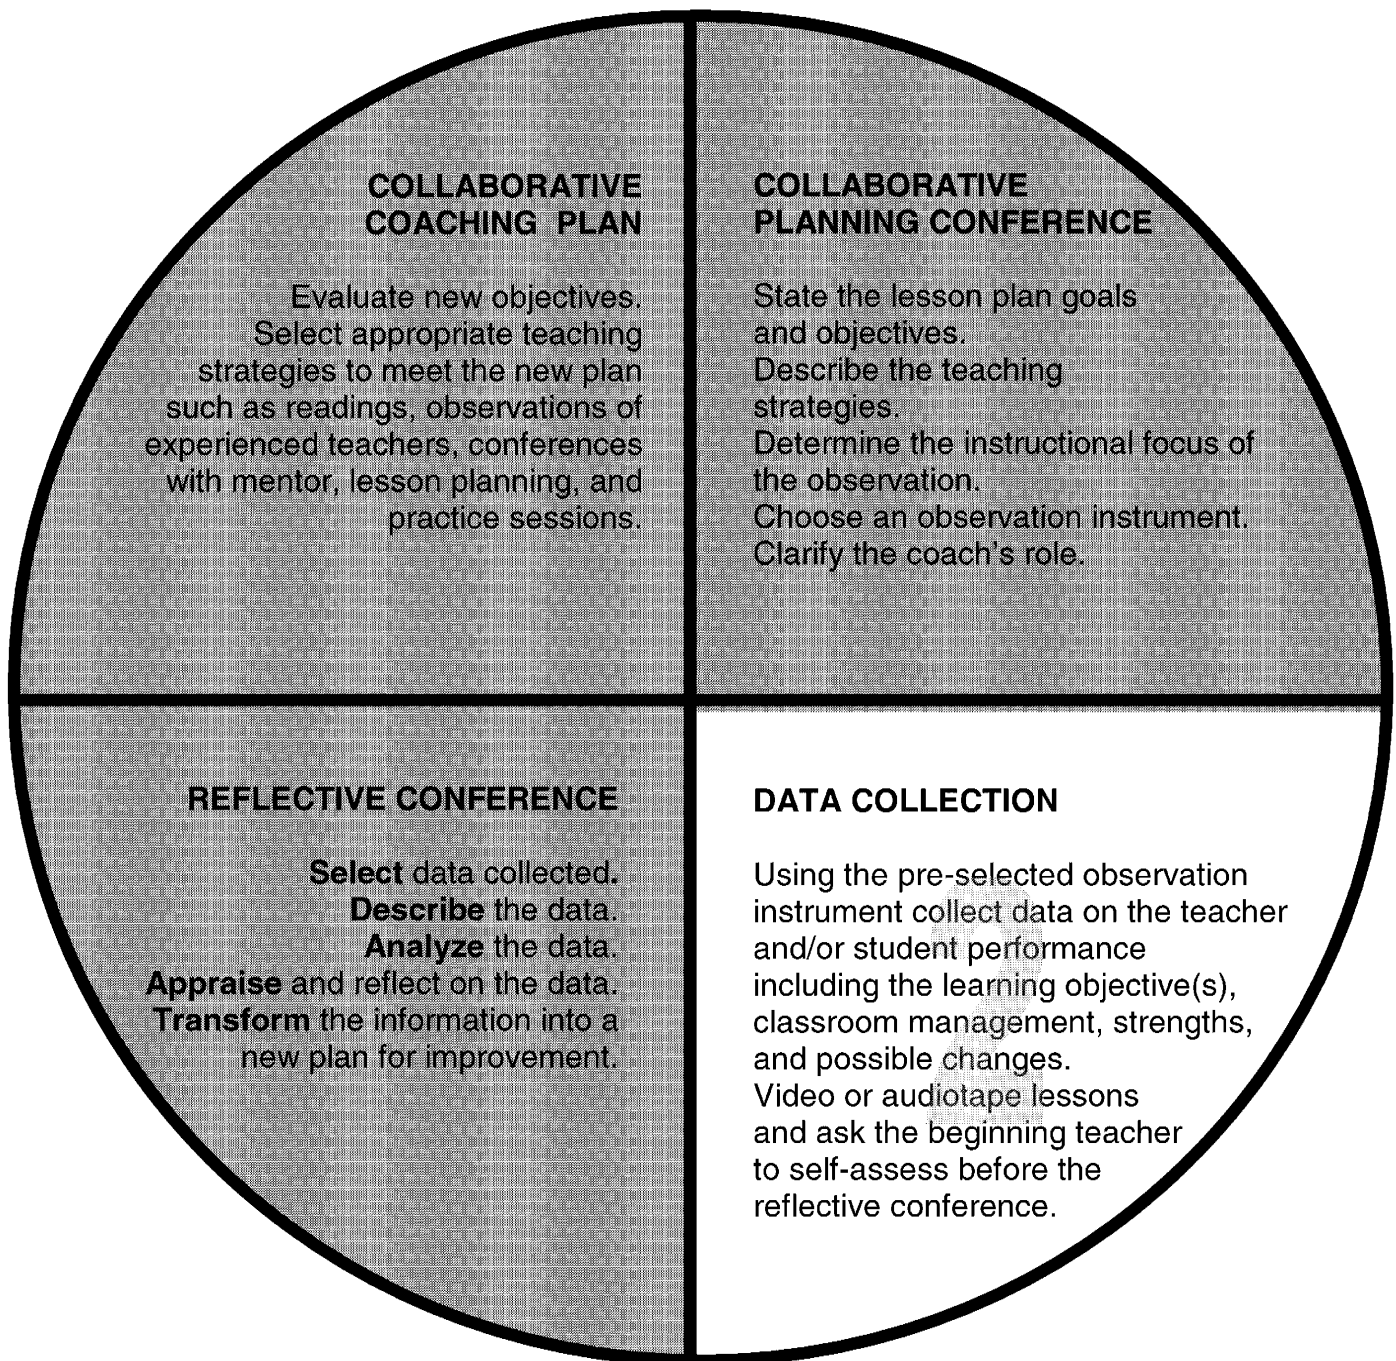 COLLABORATIVE
COACHING PLAN
Evaluate new objectives.
Select appropriate teaching
strategies to meet the new plan
such as readings, observations of
experienced teachers, conferences
with mentor, lesson planning, and
practice sessions.
COLLABORATIVE
PLANNING CONFERENCE
State the lesson plan goals
and objectives.
Describe the teaching
strategies.
Determine the instructional focus of
the observation.
Choose an observation instrument.
Clarify the coach's role.
REFLECTIVE CONFERENCE
Select data collected.
Describe the data.
Analyze the data.
Appraise and reflect on the data.
Transform the information into a
new plan for improvement.
DATA COLLECTION
2
Using the pre-selected observation
instrument collect data on the teacher
and/or student performance
including the learning objective(s),
classroom management, strengths,
and possible changes.
Video or audiotape lessons
and ask the beginning teacher
to self-assess before the
reflective conference.